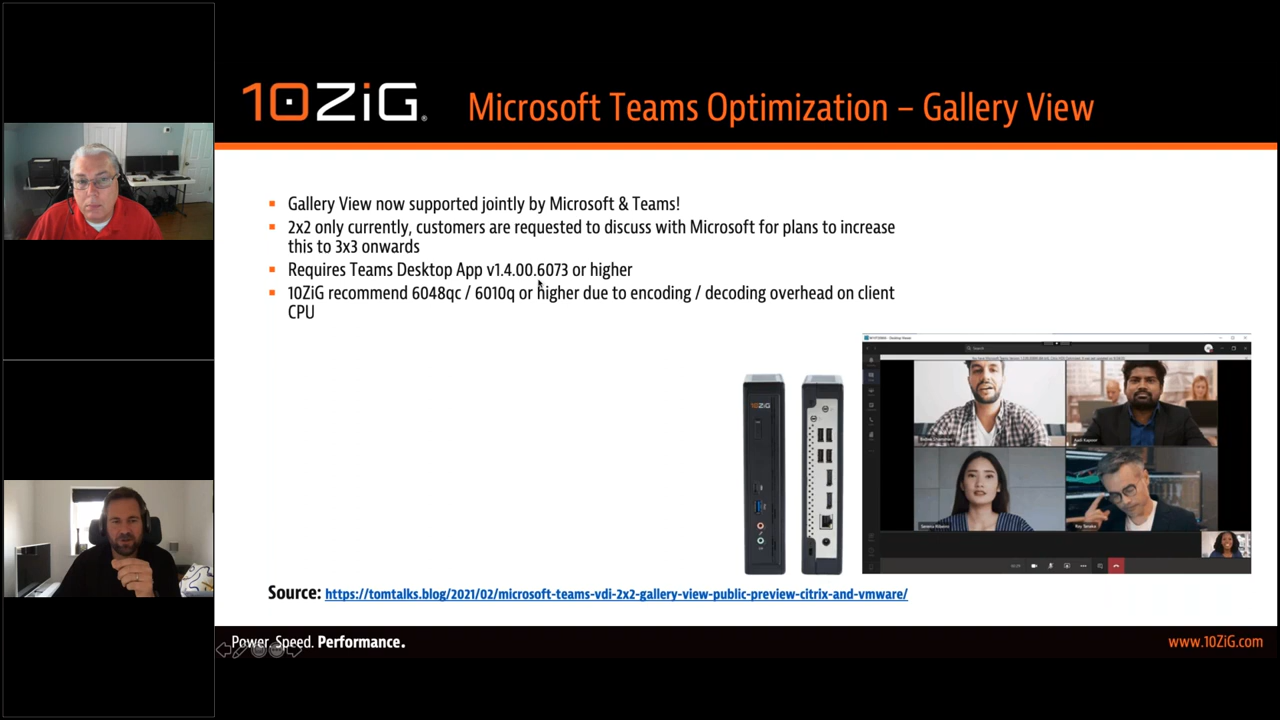 10ZiG®
Microsoft Teams Optimization – Gallery View
Gallery View now supported jointly by Microsoft & Teams!
2x2 only currently, customers are requested to discuss with Microsoft for plans to increase
this to 3x3 onwards
Requires Teams Desktop App v1.4.00.6073 or higher
10ZiG recommend 6048qc / 6010q or higher due to encoding / decoding overhead on client
CPU
10ZiG
Search
Source: https://tomtalks.blog/2021/02/microsoft-teams-vdi-2x2-gallery-view-public-preview-citrix-and-vmware/
Power. Speed. Performance.
www.10ZiG.com